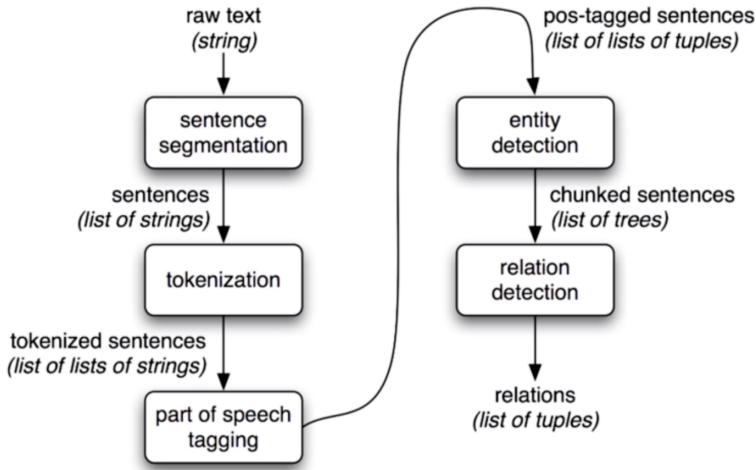 raw text
(string)
sentence
segmentation
sentences
(list of strings)
tokenization
tokenized sentences
(list of lists of strings)
part of speech
tagging
pos-tagged sentences
(list of lists of tuples)
entity
detection
chunked sentences
(list of trees)
relation
detection
relations
(list of tuples)